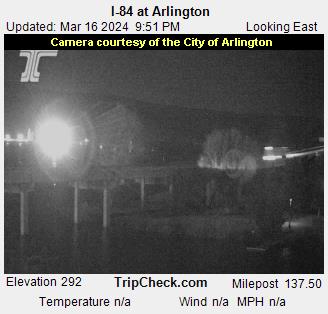 I-84 at Arlington
Updated: Mar 16 2024 9:51 PM Looking East
Camera courtesy of the City of Arlington
Elevation 292 TripCheck.com Milepost 137.50
Temperature n/a Wind n/a MPH n/a